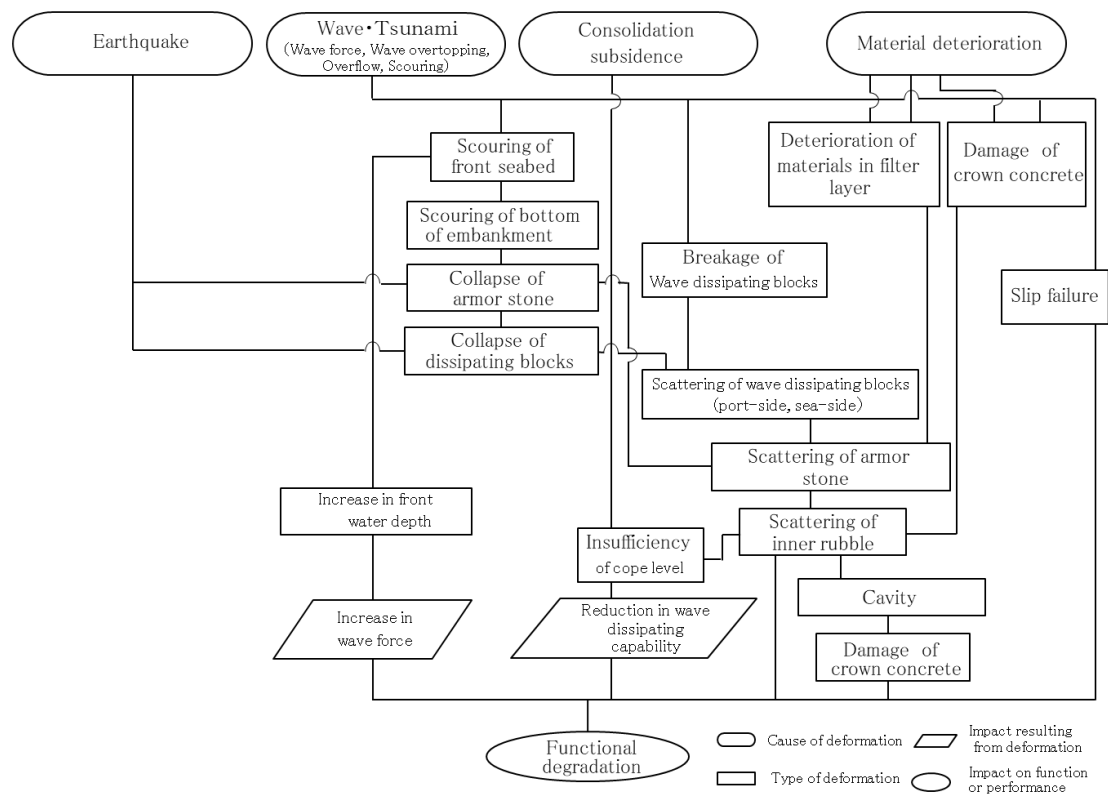 Earthquake
Wave・Tsunami
(Wave force, Wave overtopping,
Overflow, Scouring)
Consolidation
subsidence
Material deterioration
Scouring of
front seabed
Deterioration of
materials in filter
layer
Damage of
crown concrete
Scouring of bottom
of embankment
Breakage of
Wave dissipating blocks
Collapse of
armor stone
Slip failure
Collapse of
dissipating blocks
Scattering of wave dissipating blocks
(port-side, sea-side)
Scattering of armor
stone
Increase in front
water depth
Scattering of
inner rubble
Insufficiency
of cope level
Cavity
Increase in
wave force
Reduction in wave
dissipating
capability
Damage of
crown concrete
Functional
degradation
Cause of deformation
Impact resulting
from deformation
Type of deformation
Impact on function
or performance